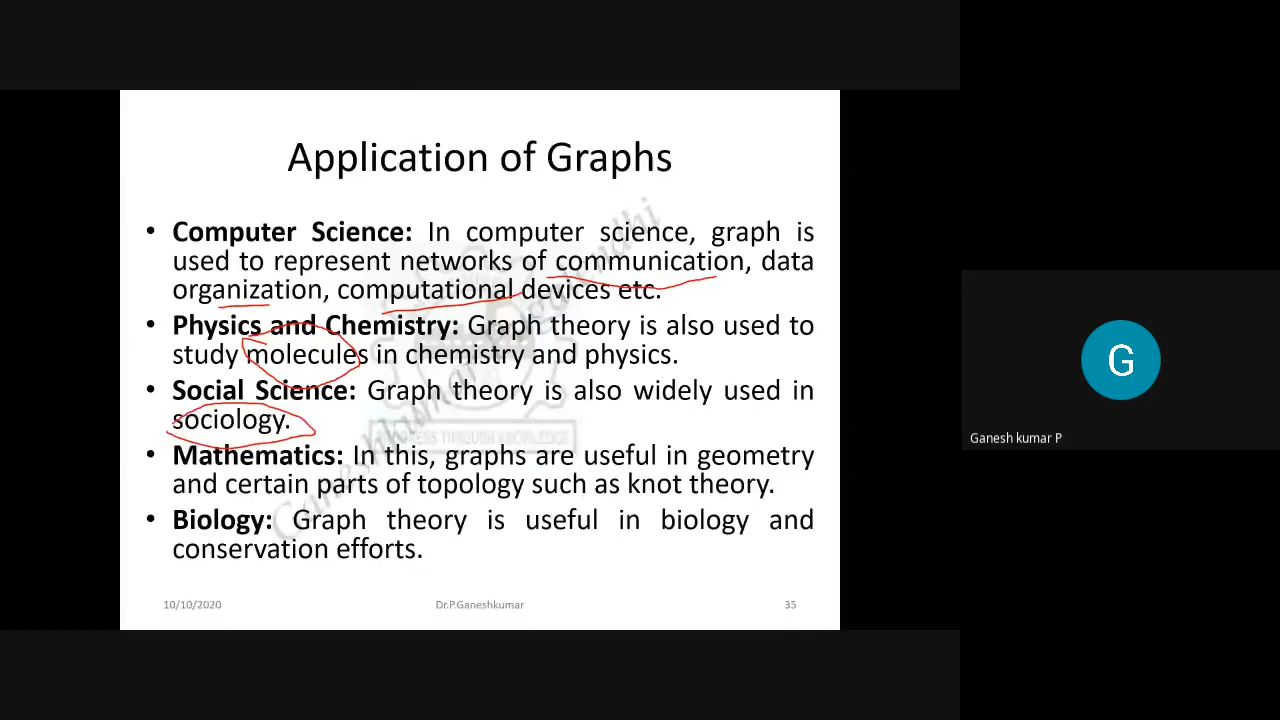 Application of Graphs
• Computer Science: In computer science, graph is
used to represent networks of communication, data
organization, computational devices etc.
• Physics and Chemistry: Graph theory is also used to
study molecules in chemistry and physics.
• Social Science: Graph theory is also widely used in
sociology.
• Mathematics: In this, graphs are useful in geometry
and certain parts of topology such as knot theory.
• Biology: Graph theory is useful in biology and
conservation efforts.
10/10/2020
Dr.P.Ganeshkumar
35
G
Ganesh kumar P